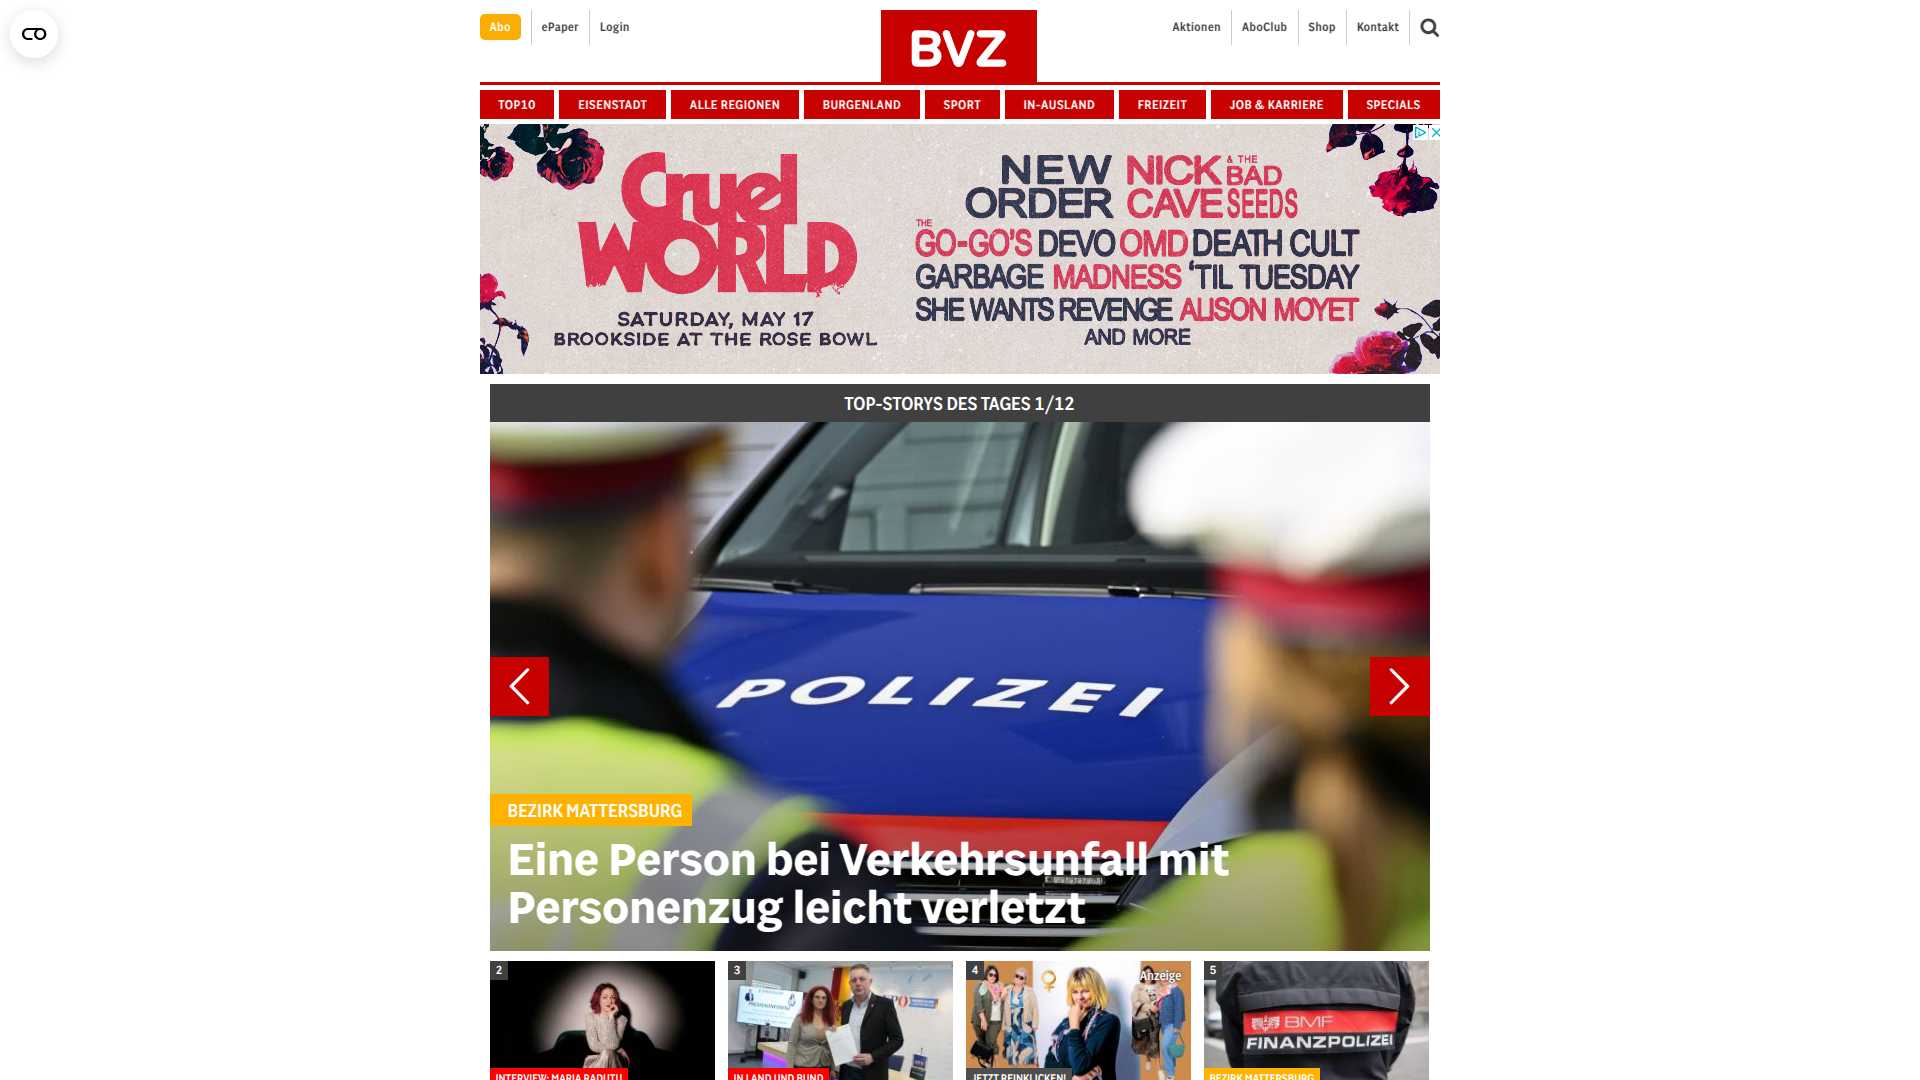 Abo
ePaper
Login
BVZ
Aktionen
AboClub
Shop
Kontakt
TOP10
EISENSTADT
ALLE REGIONEN
BURGENLAND
SPORT
IN-AUSLAND
FREIZEIT
JOB & KARRIERE
SPECIALS
Cruel
WORLD
SATURDAY, MAY 17
BROOKSIDE AT THE ROSE BOWL
NEW ORDER
NICK CAVE & THE BAD SEEDS
THE GO-GO'S DEVO OMD DEATH CULT
GARBAGE MADNESS 'TIL TUESDAY
SHE WANTS REVENGE ALISON MOYET
AND MORE
TOP-STORYS DES TAGES 1/12
POLIZEI
BEZIRK MATTERSBURG
Eine Person bei Verkehrsunfall mit
Personenzug leicht verletzt
2
INTERVIEW: MARIA RADUTU
3
IN LAND UND BUND
4
Anzeige
JETZT REINKLICKEN!
5
BMF
FINANZPOLIZEI
BEZIRK MATTERSBURG